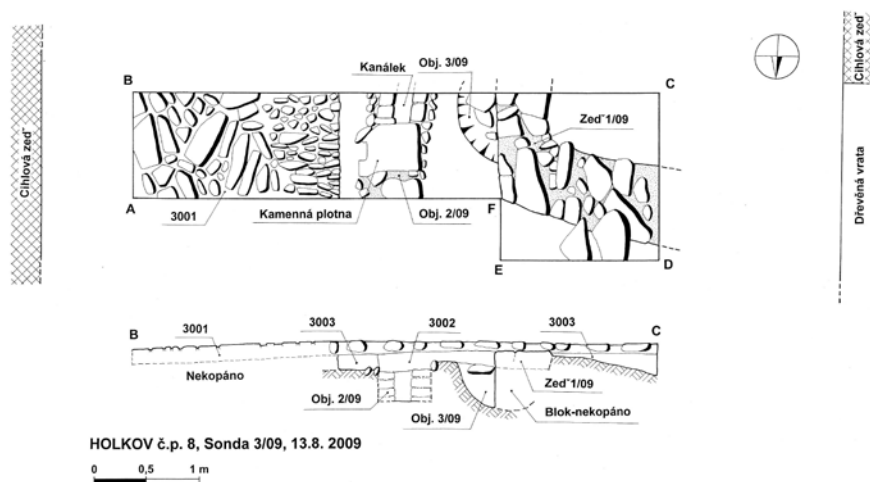 Kanálek
Obj. 3/09
B
C
Zeď 1/09
Cihlová zeď
Cihlová zeď
Dřevěná vrata
A
3001
Kamenná plotna
Obj. 2/09
F
E
D
B
3001
3003
3002
3003
C
Nekopáno
Obj. 2/09
Obj. 3/09
Zeď 1/09
Blok-nekopáno
HOLKOV č.p. 8, Sonda 3/09, 13.8. 2009
0 0,5 1 m